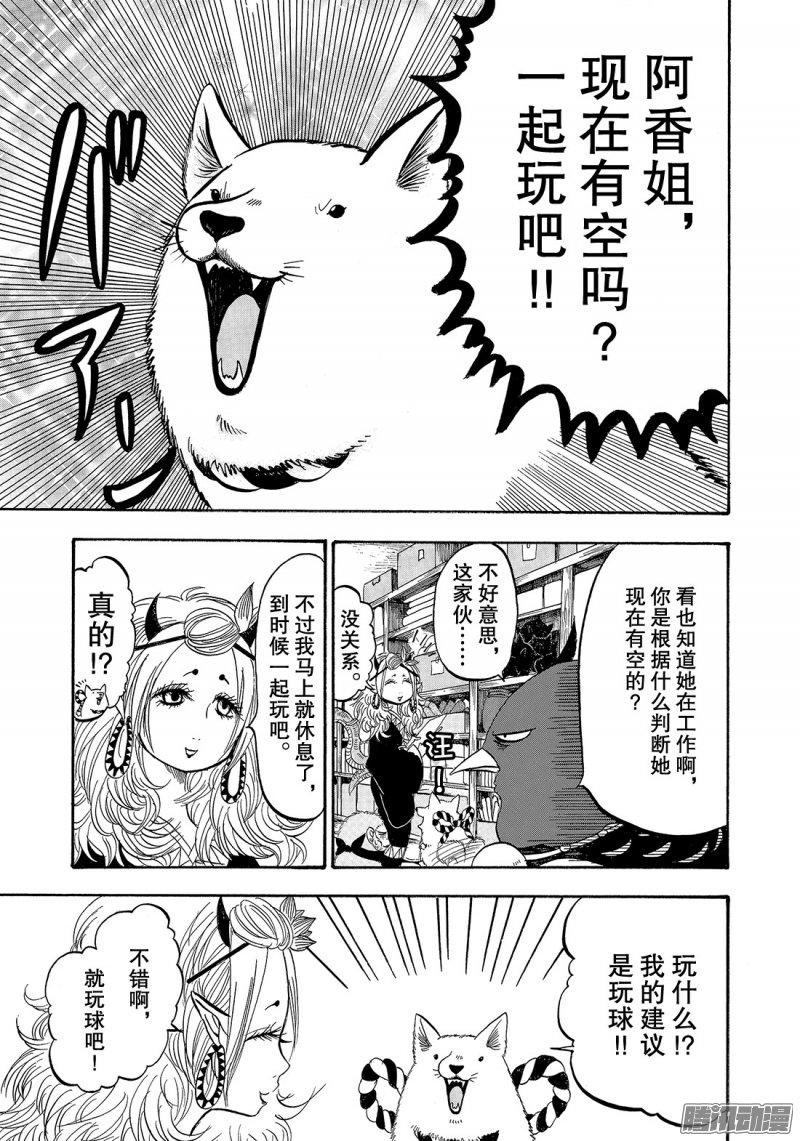 阿香姐,
现在有空吗?
一起玩吧!!
バァン
看也知道她在工作啊,
你是根据什么判断她
现在有空的?
不好意思,
这家伙……
没关系。
汪!
不过我马上就休息了,
到时候一起玩吧。
真的!?
玩什么!?
我的建议
是玩球!!
不错啊,
就玩球吧!
腾讯动漫